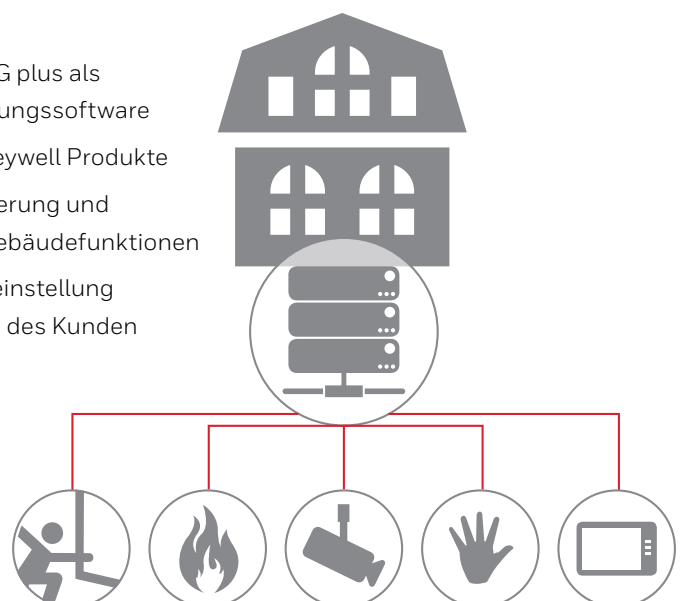 G plus als
ungssoftware
eywell Produkte
erung und
ebäudefunktionen
einstellung
des Kunden